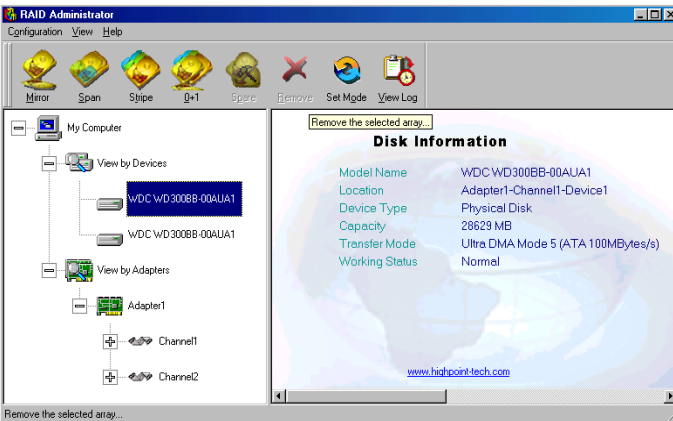 RAID Administrator
Configuration View Help
Mirror Span Stripe 0+1 Spare Remove Set Mode View Log
Remove the selected array...
My Computer
View by Devices
WDC WD300BB-00AUA1
WDC WD300BB-00AUA1
View by Adapters
Adapter1
Channel1
Channel2
Disk Information
Model Name WDC WD300BB-00AUA1
Location Adapter1-Channel1-Device1
Device Type Physical Disk
Capacity 28629 MB
Transfer Mode Ultra DMA Mode 5 (ATA 100MBytes/s)
Working Status Normal
www.highpoint-tech.com
Remove the selected array...